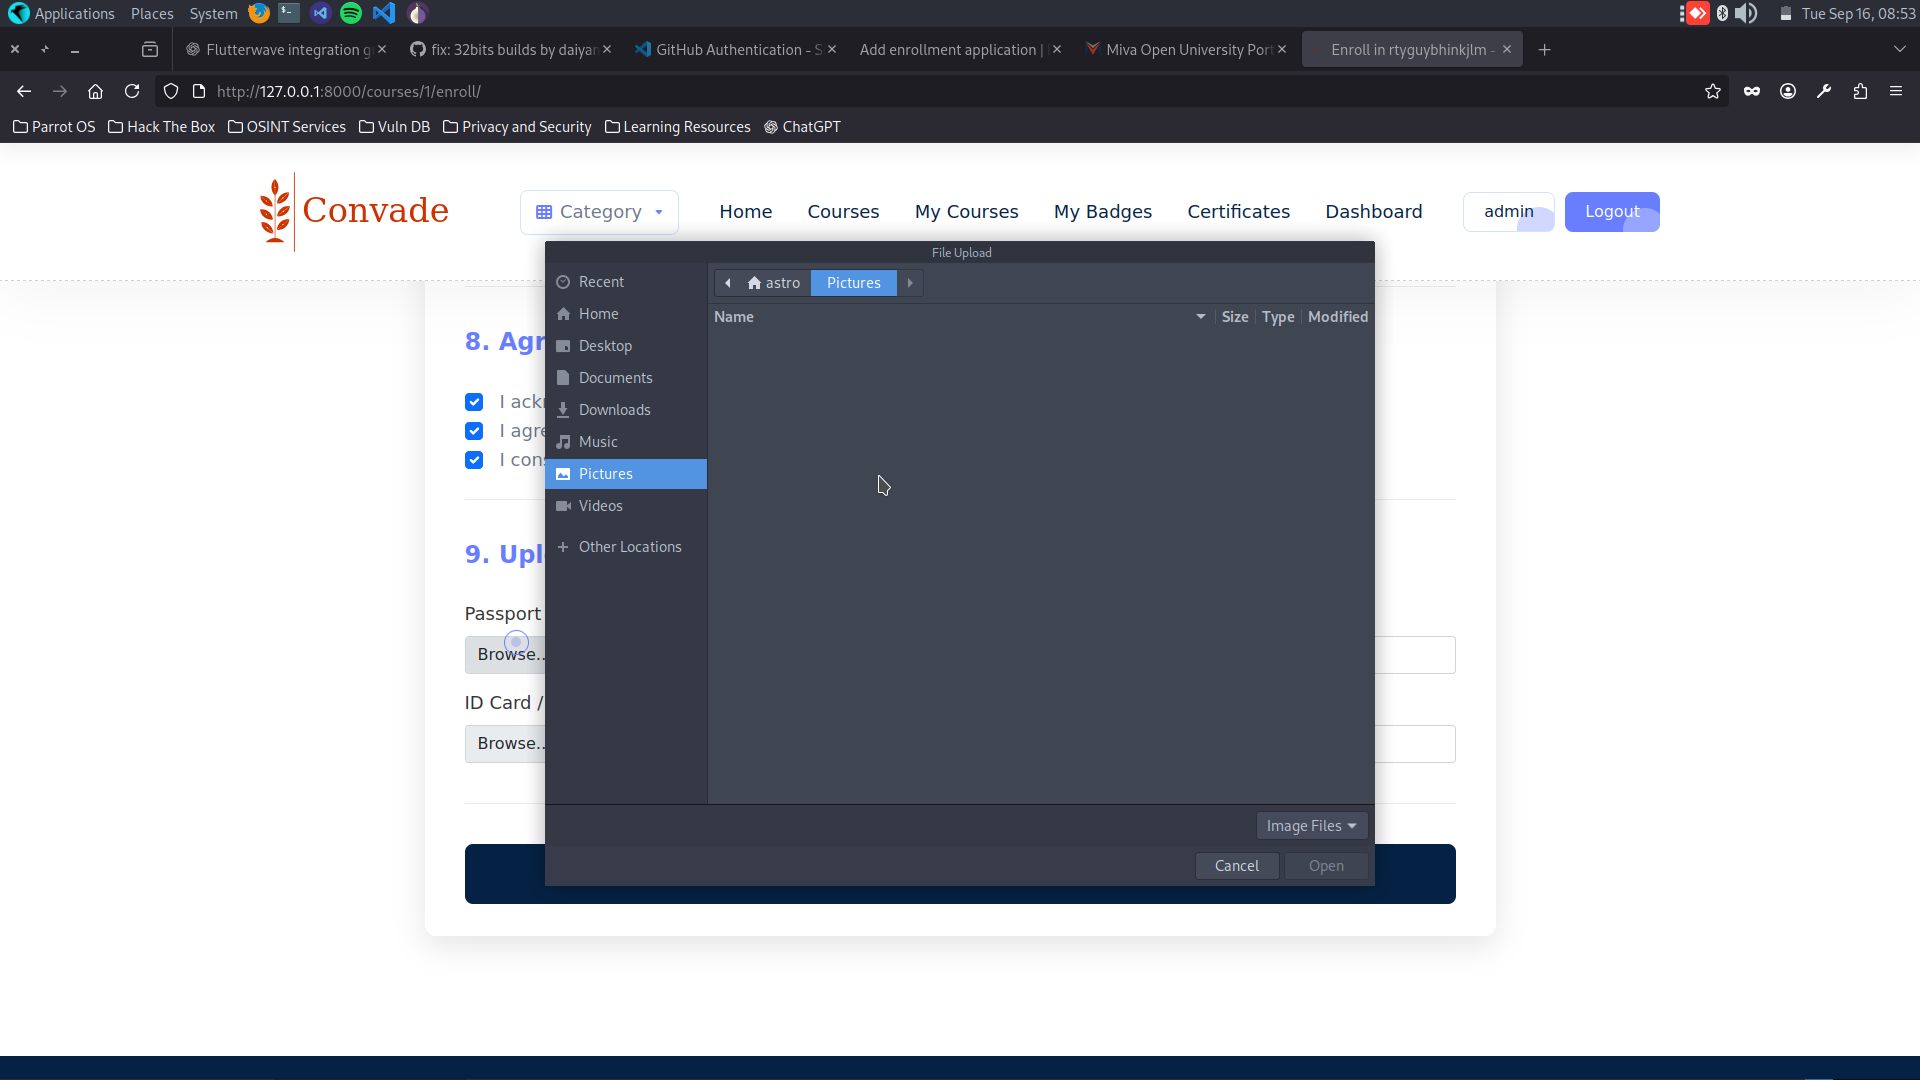 Applications Places System Tue Sep 16, 08:53
Flutterwave integration g fix: 32bits builds by daiyan GitHub Authentication - S Add enrollment application | Miva Open University Port Enroll in rtyguybhinkjlm -
http://127.0.0.1:8000/courses/1/enroll/
Parrot OS Hack The Box OSINT Services Vuln DB Privacy and Security Learning Resources ChatGPT
Convade Category Home Courses My Courses My Badges Certificates Dashboard admin Logout
File Upload
Recent
Home
Desktop
Documents
Downloads
Music
Pictures
Videos
Other Locations
astro Pictures
Name Size Type Modified
Image Files
Cancel Open
8. Agr
I ack
I agre
I cons
9. Upl
Passport
Browse..
ID Card /
Browse..